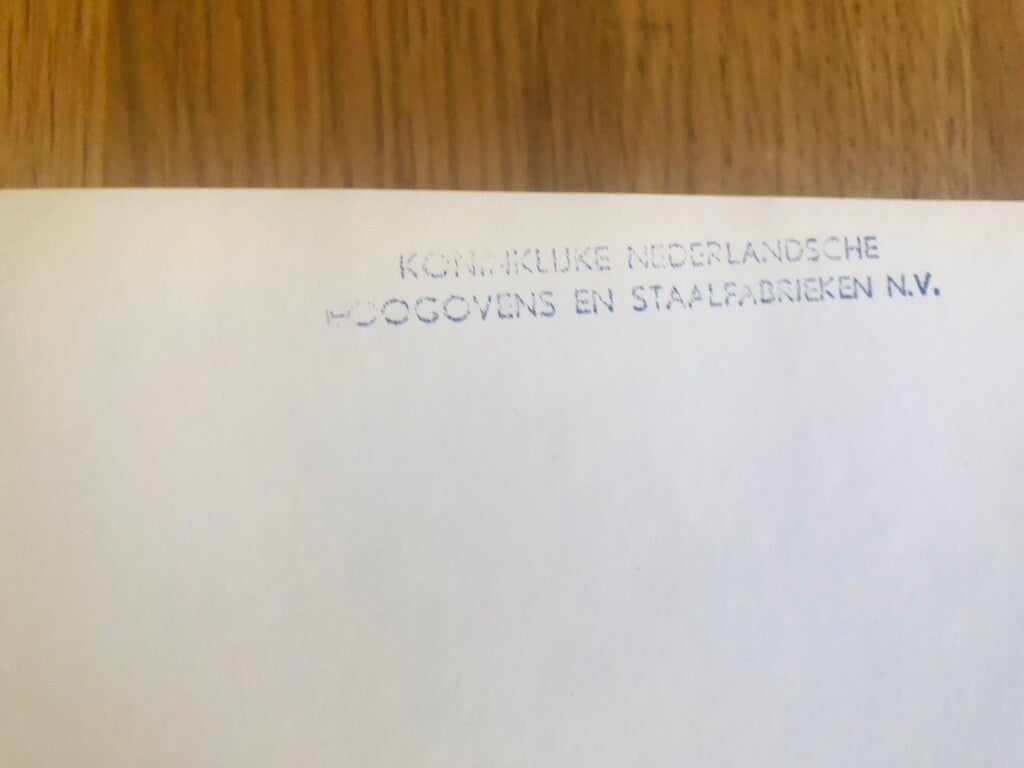 KONINKLIJKE NEDERLANDSCHE
HOOGOVENS EN STAALFABRIEKEN N.V.